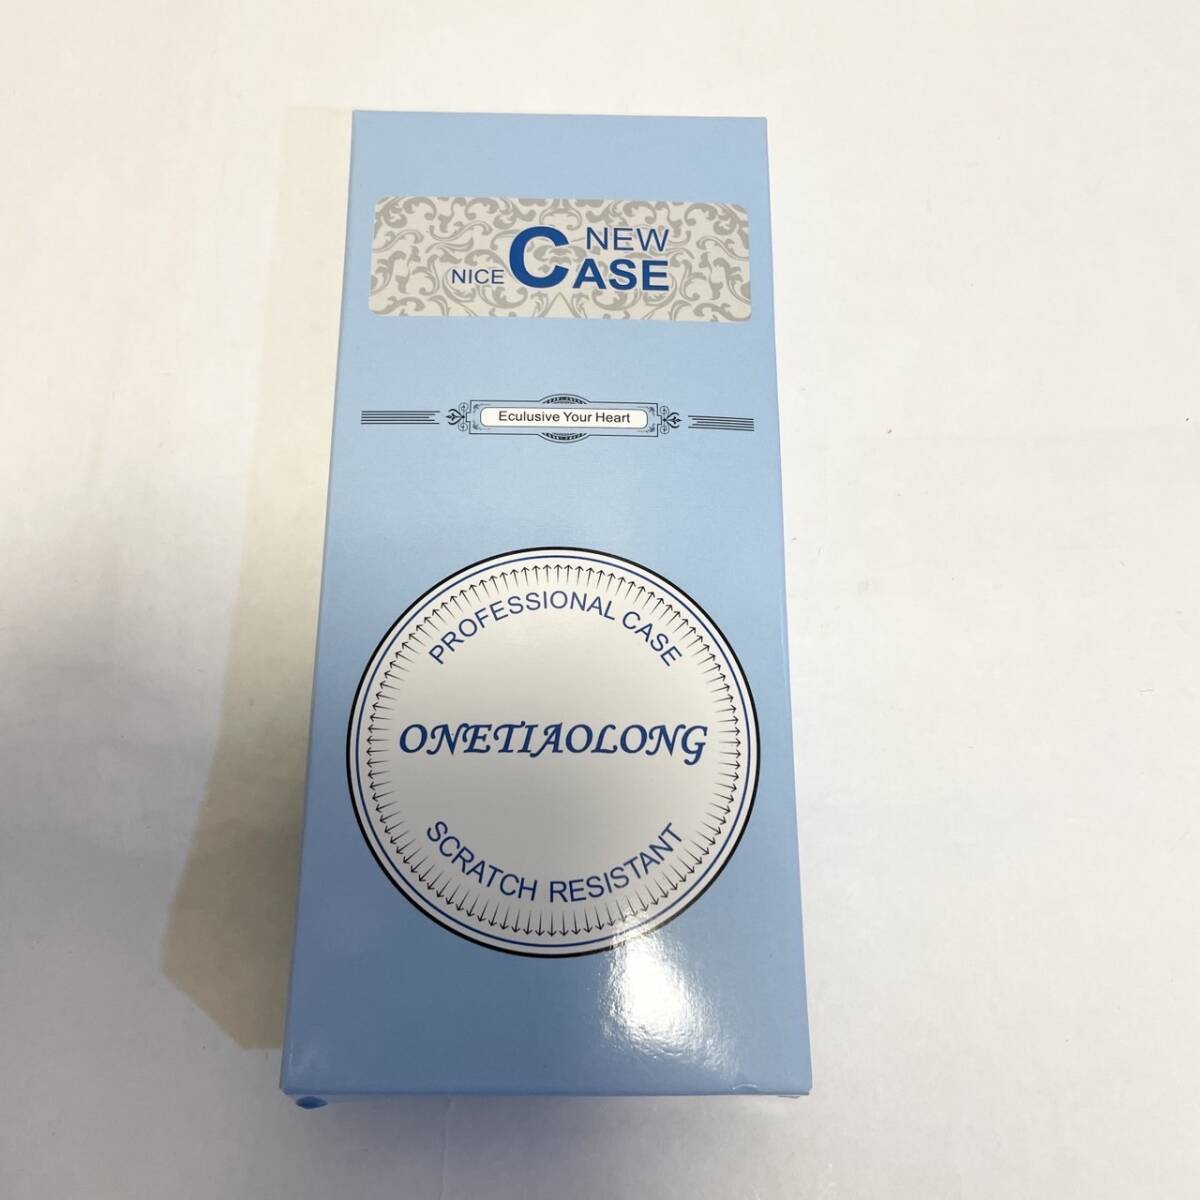 NEW
NICE CASE
Eculusive Your Heart
PROFESSIONAL CASE
ONETIAOLONG
SCRATCH RESISTANT